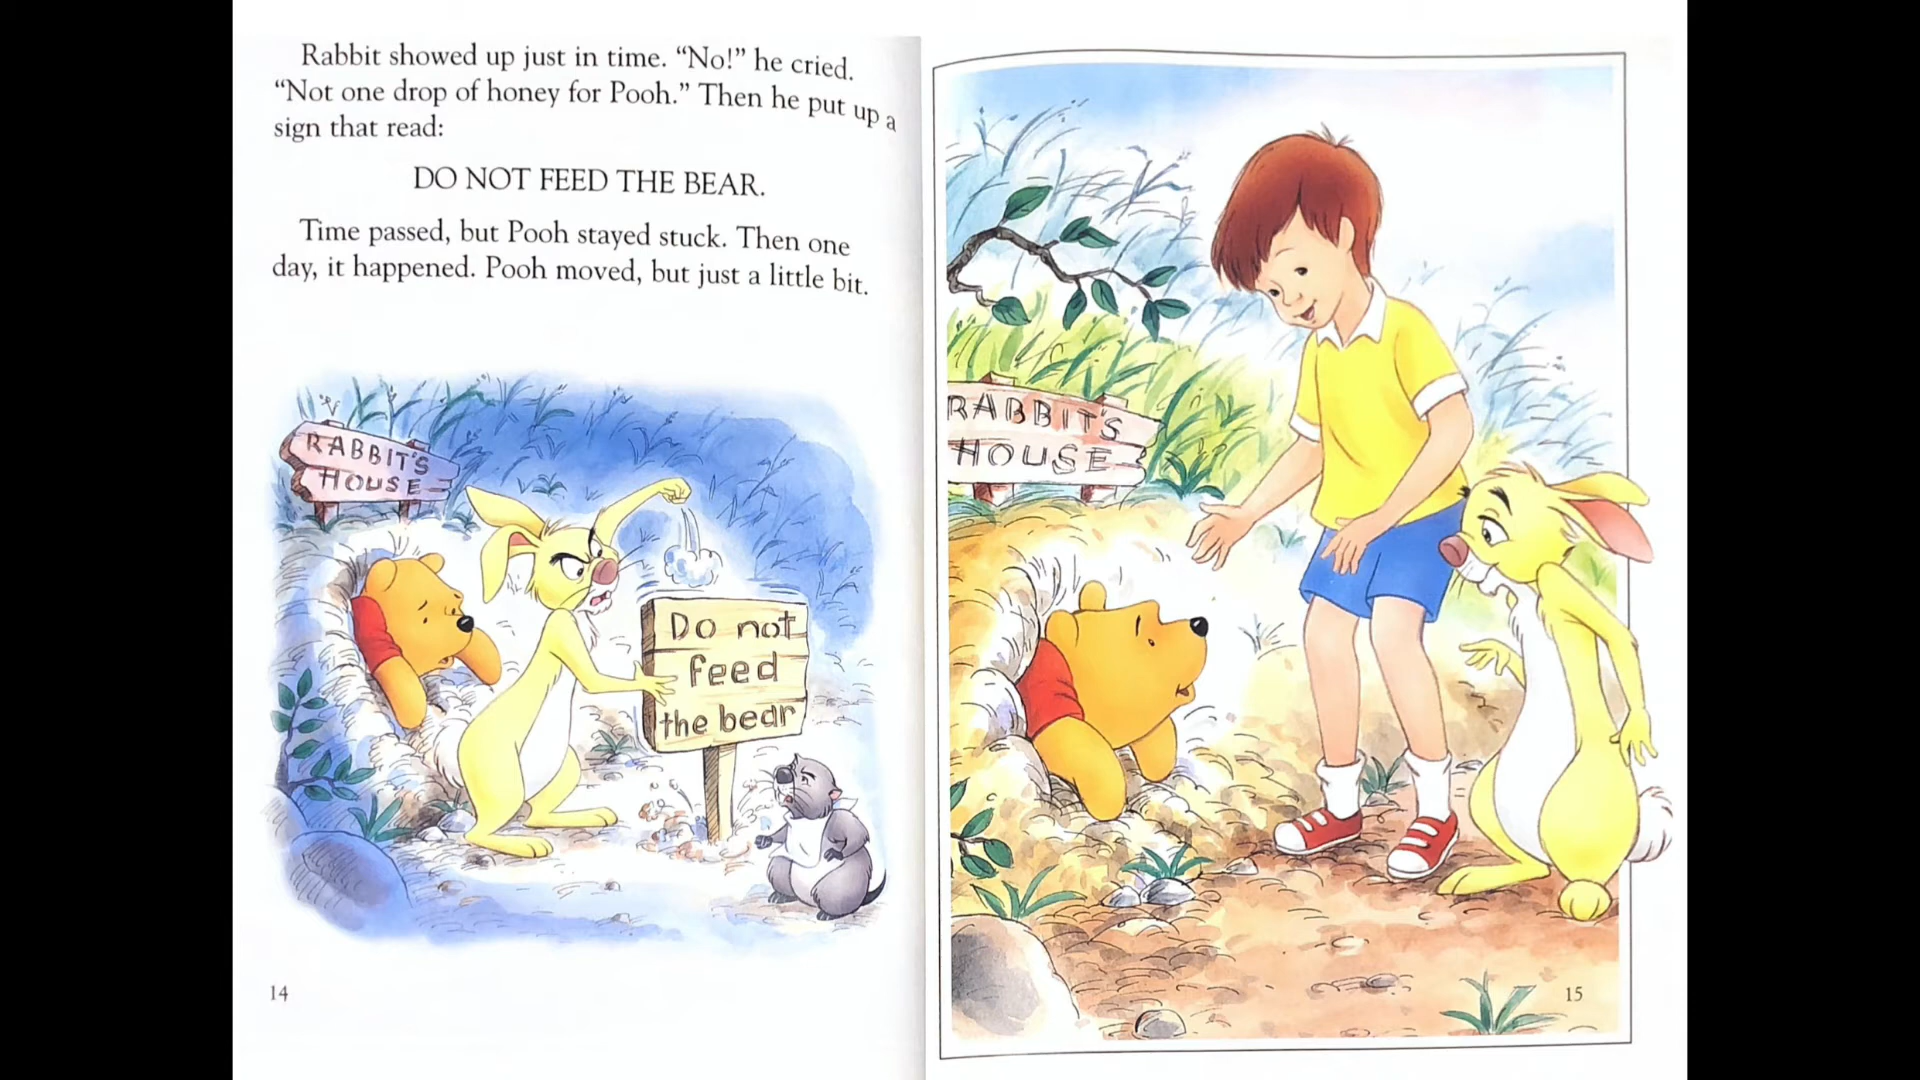 Rabbit showed up just in time. “No!” he cried.
“Not one drop of honey for Pooh.” Then he put up a
sign that read:
DO NOT FEED THE BEAR.
Time passed, but Pooh stayed stuck. Then one
day, it happened. Pooh moved, but just a little bit.
RABBIT'S
HOUSE
Do not
feed
the bear
14
RABBIT'S
HOUSE
15